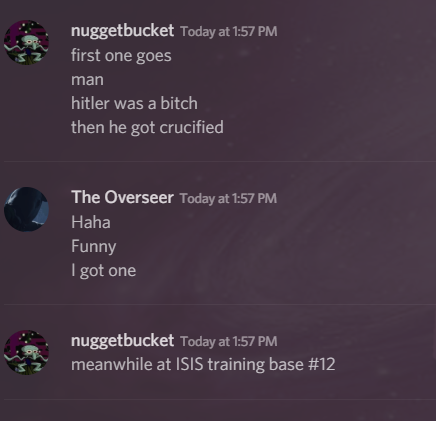 nuggetbucket Today at 1:57 PM
first one goes
man
hitler was a bitch
then he got crucified
The Overseer Today at 1:57 PM
Haha
Funny
I got one
nuggetbucket Today at 1:57 PM
meanwhile at ISIS training base #12